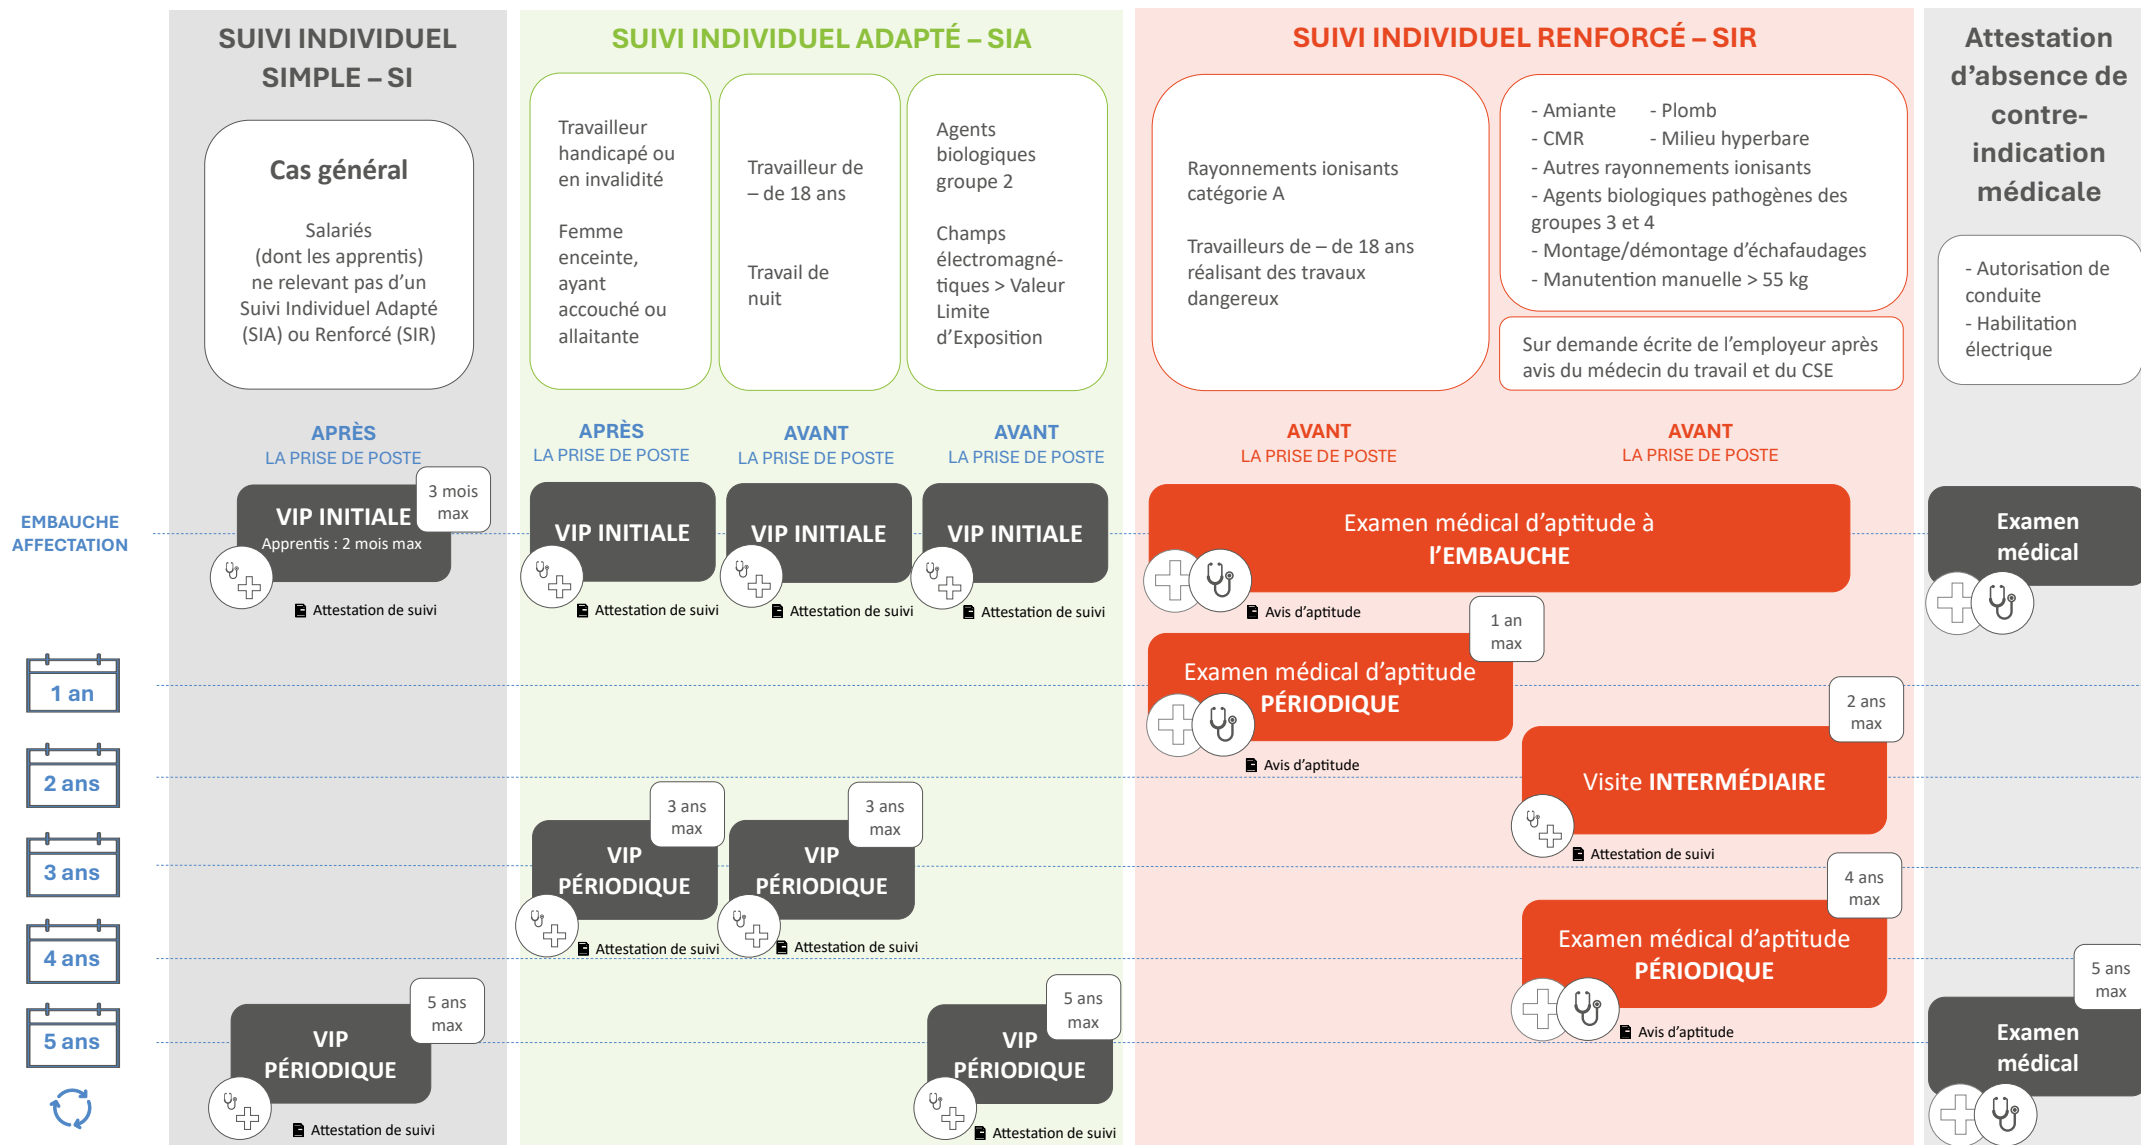 SUIVI INDIVIDUEL
SIMPLE – SI
Cas général
Salariés
(dont les apprentis)
ne relevant pas d’un
Suivi Individuel Adapté
(SIA) ou Renforcé (SIR)
APRÈS
LA PRISE DE POSTE
SUIVI INDIVIDUEL ADAPTÉ – SIA
Travailleur
handicapé ou
en invalidité
Femme
enceinte,
ayant
accouché ou
allaitante
APRÈS
LA PRISE DE POSTE
Travailleur de
– de 18 ans
Travail de
nuit
AVANT
LA PRISE DE POSTE
Agents
biologiques
groupe 2
Champs
électromagné-
tiques > Valeur
Limite
d’Exposition
AVANT
LA PRISE DE POSTE
SUIVI INDIVIDUEL RENFORCÉ – SIR
Rayonnements ionisants
catégorie A
Travailleurs de – de 18 ans
réalisant des travaux
dangereux
AVANT
LA PRISE DE POSTE
- Amiante - Plomb
- CMR - Milieu hyperbare
- Autres rayonnements ionisants
- Agents biologiques pathogènes des
groupes 3 et 4
- Montage/démontage d’échafaudages
- Manutention manuelle > 55 kg
Sur demande écrite de l’employeur après
avis du médecin du travail et du CSE
AVANT
LA PRISE DE POSTE
Attestation
d’absence de
contre-
indication
médicale
- Autorisation de
conduite
- Habilitation
électrique
EMBAUCHE
AFFECTATION
3 mois
max
VIP INITIALE
Apprentis : 2 mois max
Attestation de suivi
VIP INITIALE
Attestation de suivi
VIP INITIALE
Attestation de suivi
VIP INITIALE
Attestation de suivi
Examen médical d’aptitude à
l’EMBAUCHE
Avis d’aptitude
Examen
médical
1 an
1 an
max
Examen médical d’aptitude
PÉRIODIQUE
Avis d’aptitude
2 ans
2 ans
max
Visite INTERMÉDIAIRE
Attestation de suivi
3 ans
3 ans
max
VIP
PÉRIODIQUE
Attestation de suivi
3 ans
max
VIP
PÉRIODIQUE
Attestation de suivi
4 ans
4 ans
max
Examen médical d’aptitude
PÉRIODIQUE
Avis d’aptitude
5 ans
5 ans
max
VIP
PÉRIODIQUE
Attestation de suivi
5 ans
max
VIP
PÉRIODIQUE
Attestation de suivi
5 ans
max
Examen
médical